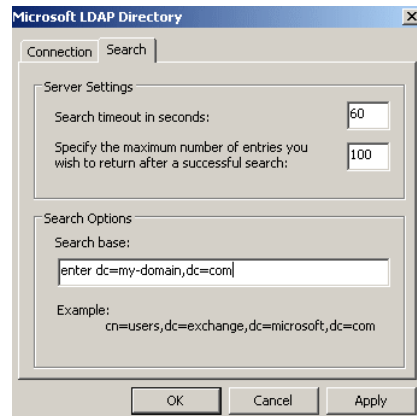 Microsoft LDAP Directory
Connection
Search
Server Settings
Search timeout in seconds:
60
Specify the maximum number of entries you
wish to return after a successful search:
100
Search Options
Search base:
enter dc=my-domain,dc=com
Example:
cn=users,dc=exchange,dc=microsoft,dc=com
OK
Cancel
Apply